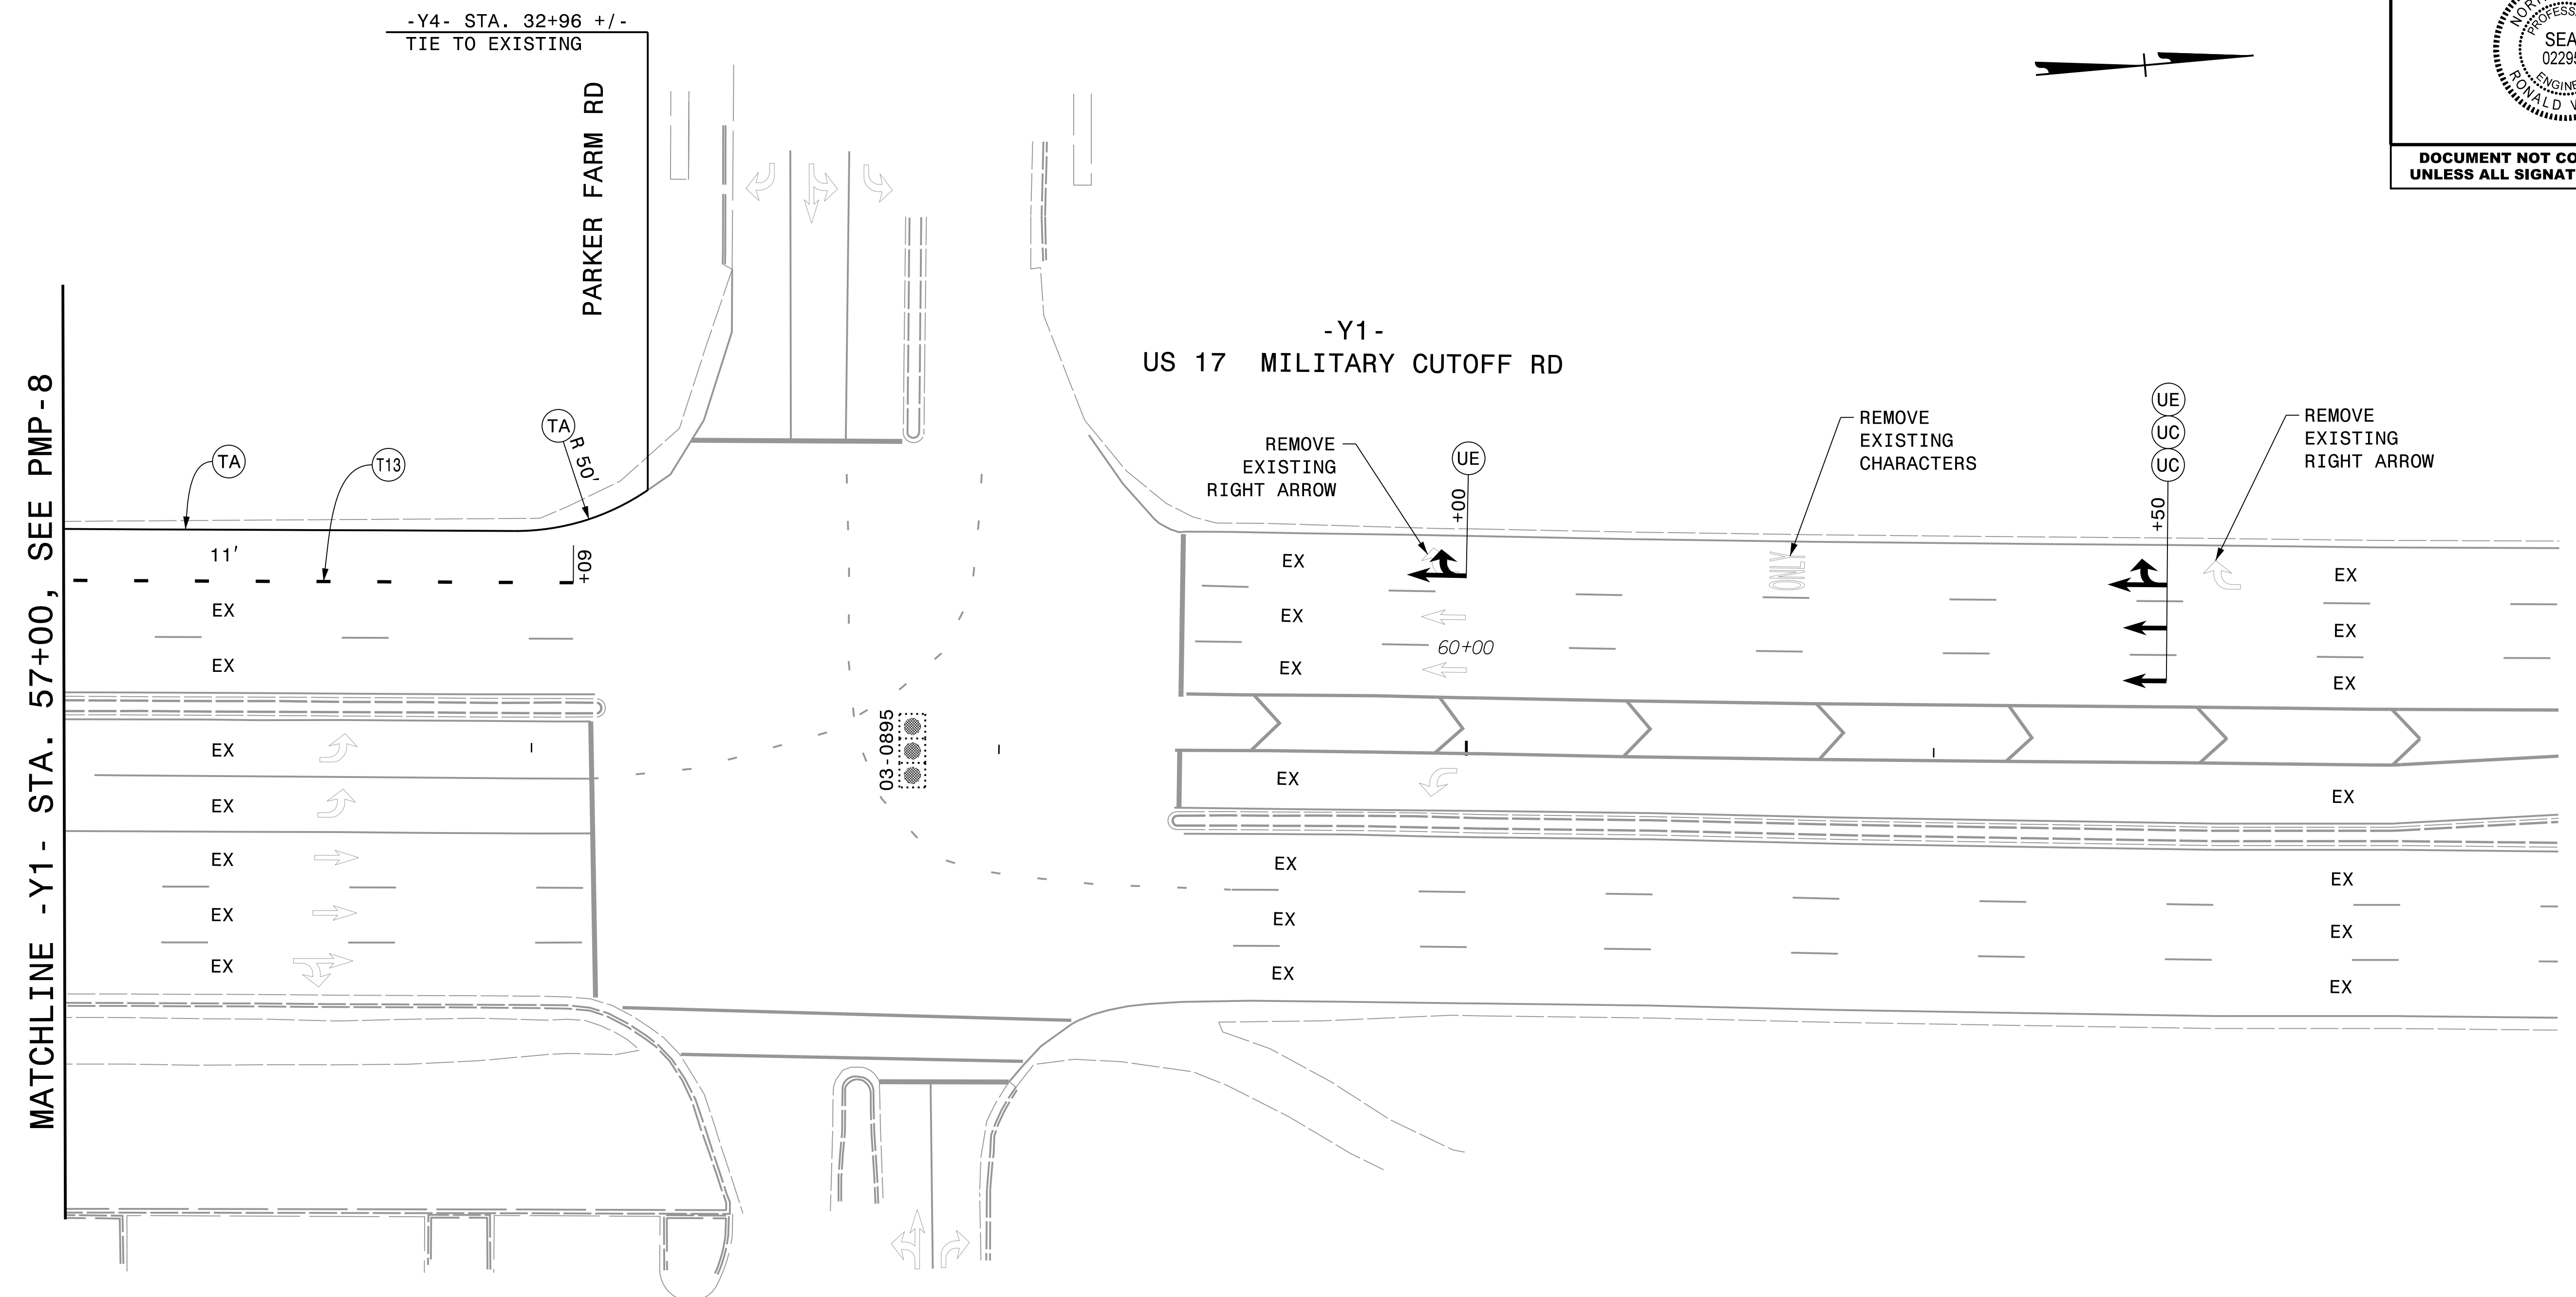 -Y4- STA. 32+96 +/-
TIE TO EXISTING
PARKER FARM RD
SEA
0229
DOCUMENT NOT CO
UNLESS ALL SIGNAT
-Y1-
US 17 MILITARY CUTOFF RD
MATCHLINE -Y1- STA. 57+00, SEE PMP-8
TA
T13
TA
R 50'
11'
+09
REMOVE
EXISTING
RIGHT ARROW
UE
+00
REMOVE
EXISTING
CHARACTERS
UE
UC
UC
+50
REMOVE
EXISTING
RIGHT ARROW
ONLY
EX
EX
EX
EX
EX
60+00
EX
EX
EX
EX
EX
03-0895
EX
EX
EX
EX
EX
EX
EX
EX
EX
EX
EX
EX
EX